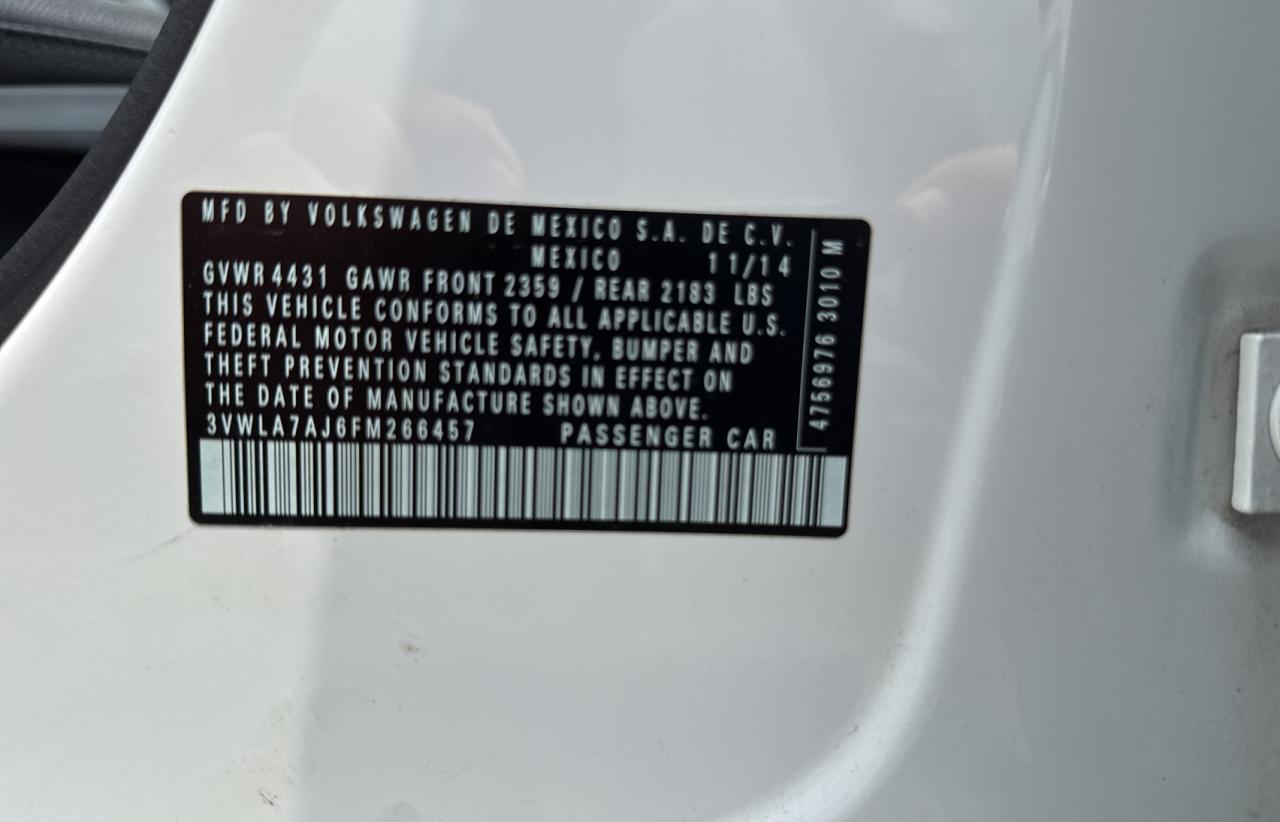 MFD BY VOLKSWAGEN DE MEXICO S.A. DE C.V.
MEXICO 11/14
GVWR 4431 GAWR FRONT 2359 / REAR 2183 LBS
THIS VEHICLE CONFORMS TO ALL APPLICABLE U.S.
FEDERAL MOTOR VEHICLE SAFETY, BUMPER AND
THEFT PREVENTION STANDARDS IN EFFECT ON
THE DATE OF MANUFACTURE SHOWN ABOVE.
3VWLA7AJ6FM266457 PASSENGER CAR
4756976 3010 M